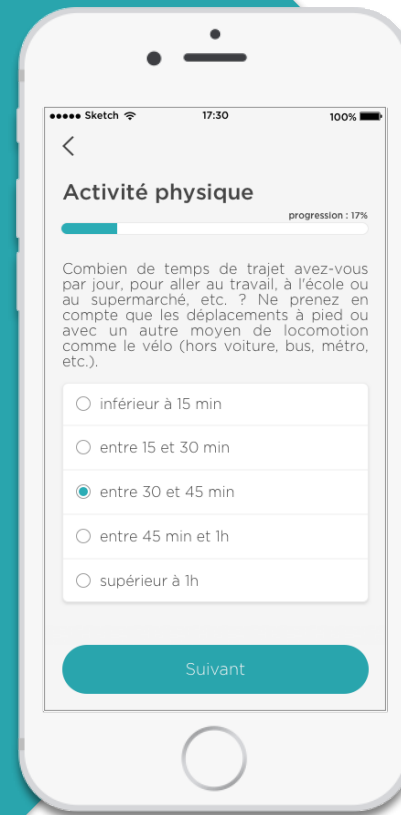 Sketch 17:30 100%
Activité physique
progression : 17%
Combien de temps de trajet avez-vous
par jour, pour aller au travail, à l'école ou
au supermarché, etc. ? Ne prenez en
compte que les déplacements à pied ou
avec un autre moyen de locomotion
comme le vélo (hors voiture, bus, métro,
etc.).
inférieur à 15 min
entre 15 et 30 min
entre 30 et 45 min
entre 45 min et 1h
supérieur à 1h
Suivant